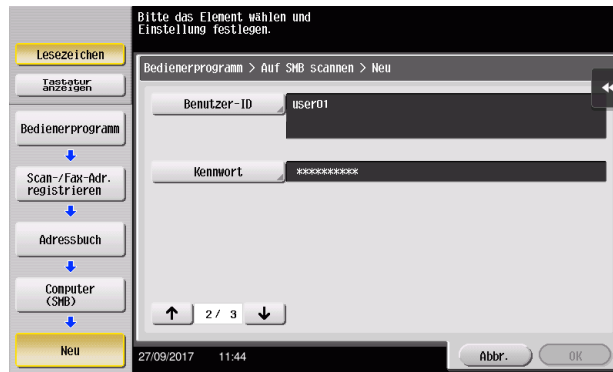 Bitte das Element wählen und
Einstellung festlegen.
Lesezeichen
Tastatur
anzeigen
Bedienerprogramm
Scan-/Fax-Adr.
registrieren
Adressbuch
Computer
(SMB)
Neu
Bedienerprogramm > Auf SMB scannen > Neu
Benutzer-ID
user01
Kennwort
**********
2/ 3
27/09/2017 11:44
Abbr.
OK